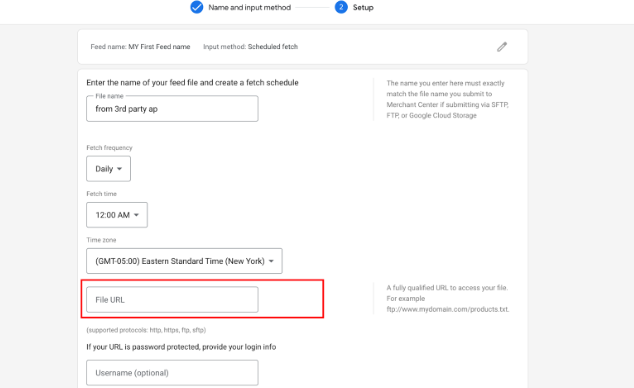 Name and input method
2 Setup
Feed name: MY First Feed name Input method: Scheduled fetch
Enter the name of your feed file and create a fetch schedule
File name
from 3rd party ap
The name you enter here must exactly
match the file name you submit to
Merchant Center if submitting via SFTP,
FTP, or Google Cloud Storage
Fetch frequency
Daily
Fetch time
12:00 AM
Time zone
(GMT-05:00) Eastern Standard Time (New York)
File URL
A fully qualified URL to access your file.
For example
ftp://www.mydomain.com/products.txt.
(supported protocols: http, https, ftp, sftp)
If your URL is password protected, provide your login info
Username (optional)